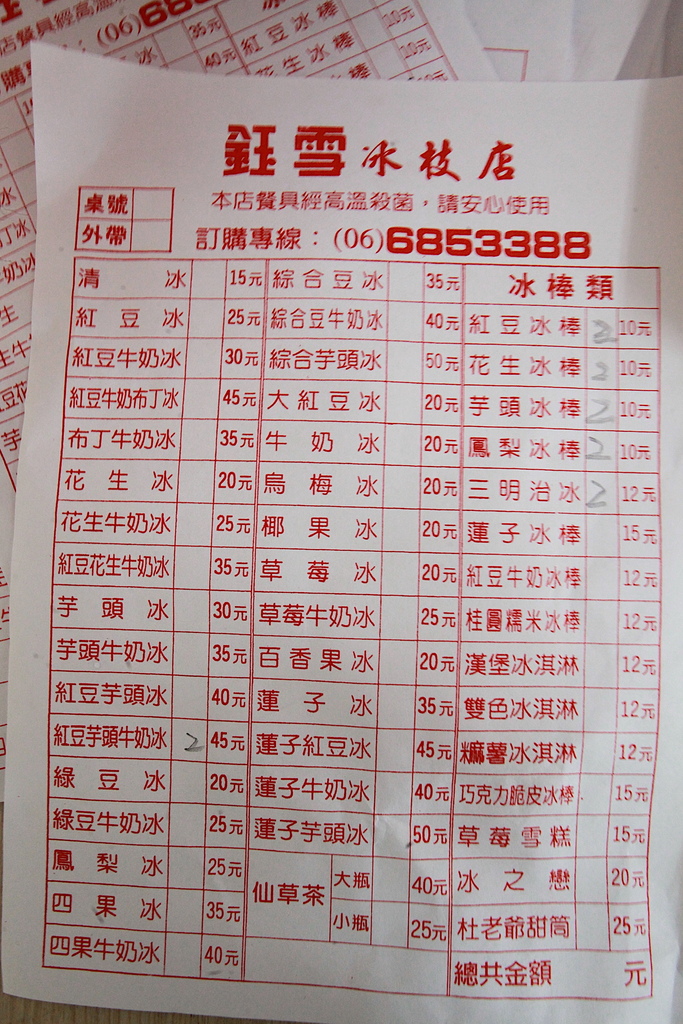 鈺雪冰枝店
本店餐具經高溫殺菌，請安心使用
桌號
外帶
訂購專線：(06)6853388
清冰 15元 綜合豆冰 35元 冰棒類
紅豆冰 25元 綜合豆牛奶冰 40元 紅豆冰棒 2 10元
紅豆牛奶冰 30元 綜合芋頭冰 50元 花生冰棒 2 10元
紅豆牛奶布丁冰 45元 大紅豆冰 20元 芋頭冰棒 2 10元
布丁牛奶冰 35元 牛奶冰 20元 鳳梨冰棒 2 10元
花生冰 20元 烏梅冰 20元 三明治冰 2 12元
花生牛奶冰 25元 椰果冰 20元 蓮子冰棒 15元
紅豆花生牛奶冰 35元 草莓冰 20元 紅豆牛奶冰棒 12元
芋頭冰 30元 草莓牛奶冰 25元 桂圓糯米冰棒 12元
芋頭牛奶冰 35元 百香果冰 20元 漢堡冰淇淋 12元
紅豆芋頭冰 40元 蓮子冰 35元 雙色冰淇淋 12元
紅豆芋頭牛奶冰 2 45元 蓮子紅豆冰 45元 麻薯冰淇淋 12元
綠豆冰 20元 蓮子牛奶冰 40元 巧克力脆皮冰棒 15元
綠豆牛奶冰 25元 蓮子芋頭冰 50元 草莓雪糕 15元
鳳梨冰 25元 仙草茶 大瓶 40元 冰之戀 20元
四果冰 35元 小瓶 25元 杜老爺甜筒 25元
四果牛奶冰 40元 總共金額 元